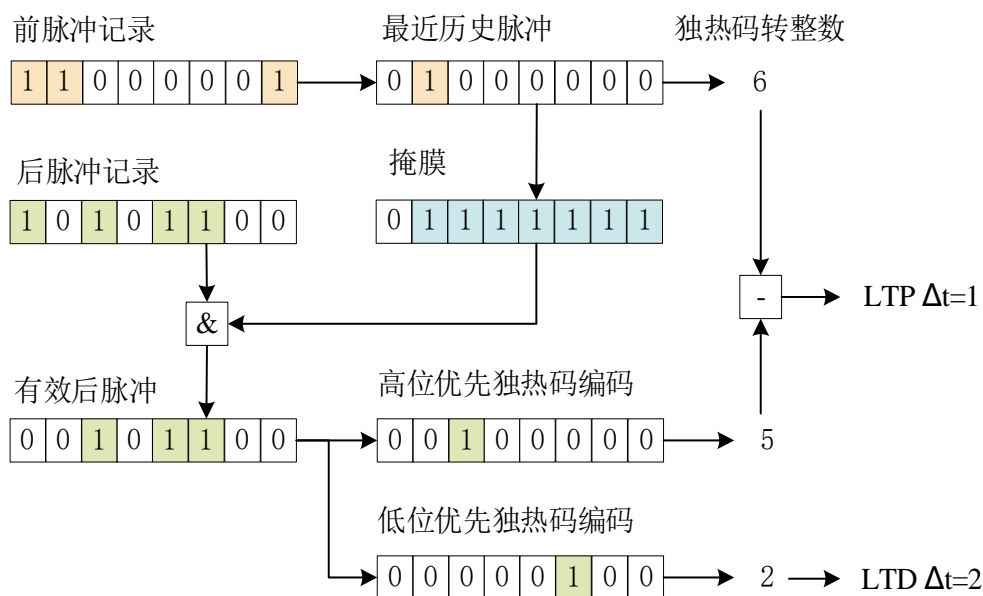 前脉冲记录 最近历史脉冲 独热码转整数
1 1 0 0 0 0 0 1 0 1 0 0 0 0 0 0 6
后脉冲记录 掩膜
1 0 1 0 1 1 0 0 0 1 1 1 1 1 1 1
- LTP Δt=1
&
有效后脉冲 高位优先独热码编码
0 0 1 0 1 1 0 0 0 0 1 0 0 0 0 0 5
低位优先独热码编码
0 0 0 0 0 1 0 0 2 LTD Δt=2